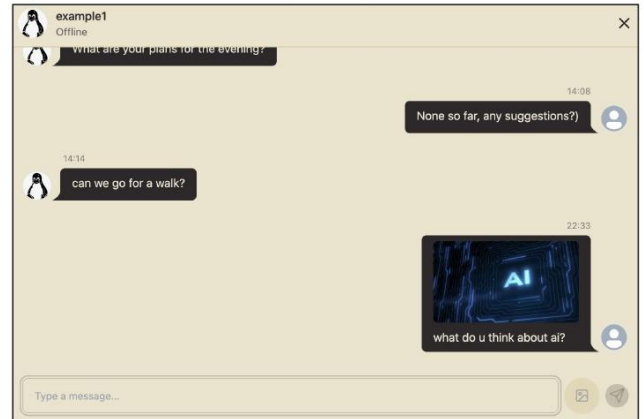 example1
Offline
What are your plans for the evening?
14:08
None so far, any suggestions?)
14:14
can we go for a walk?
22:33
AI
what do u think about ai?
Type a message...